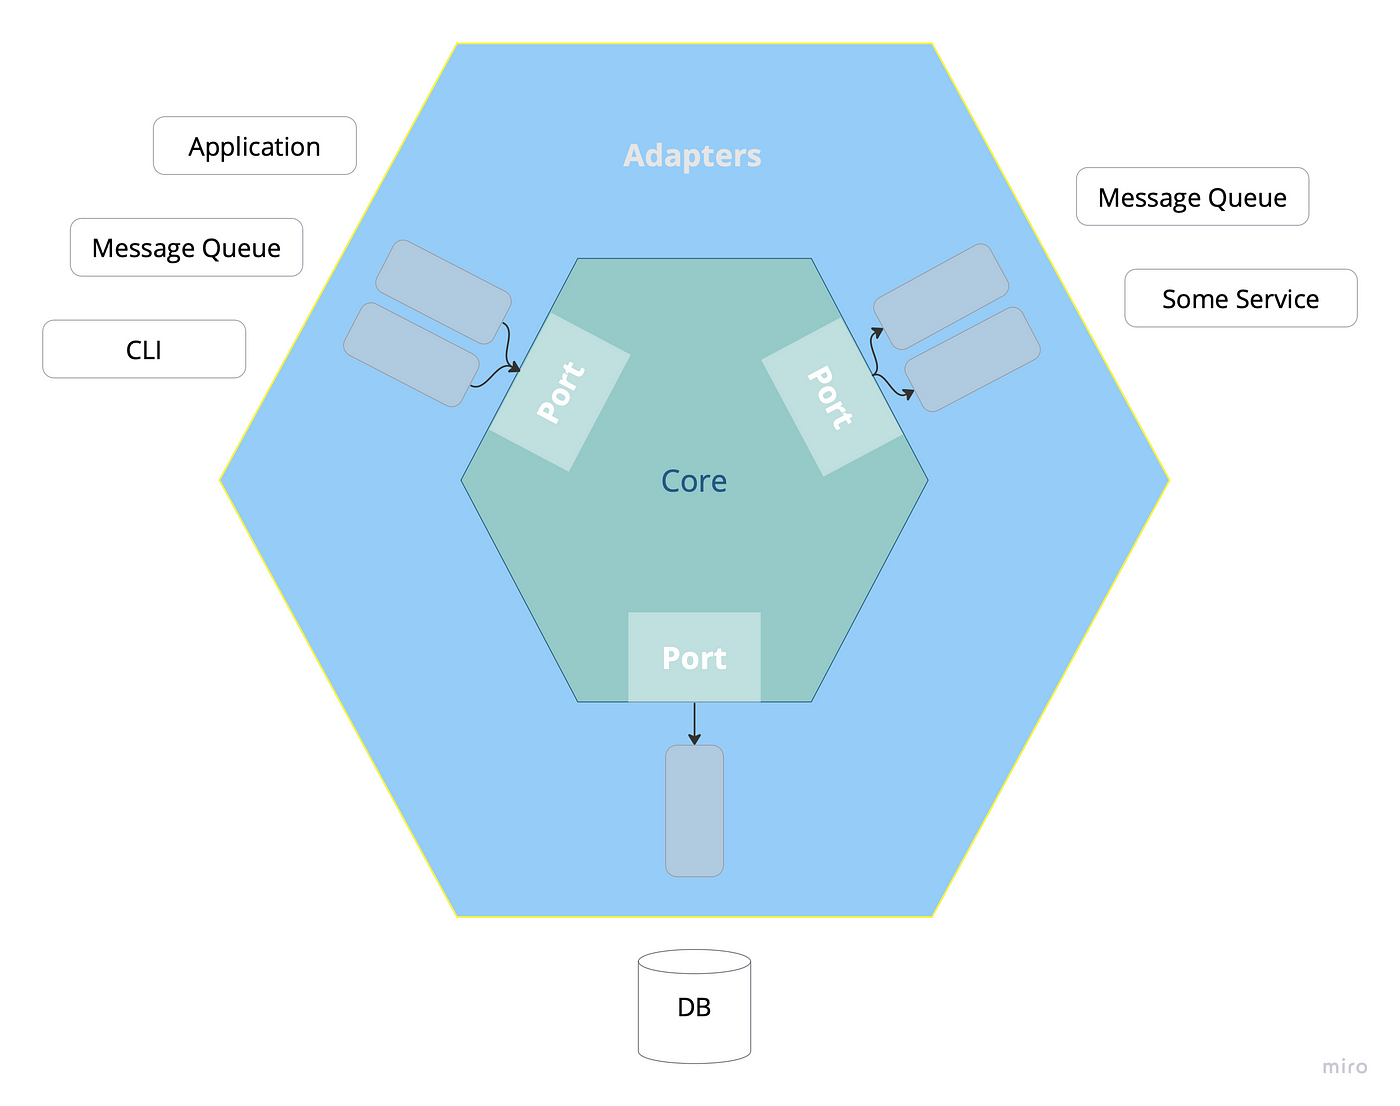 Adapters
Application
Message Queue
CLI
Message Queue
Some Service
Port
Port
Core
Port
DB
miro